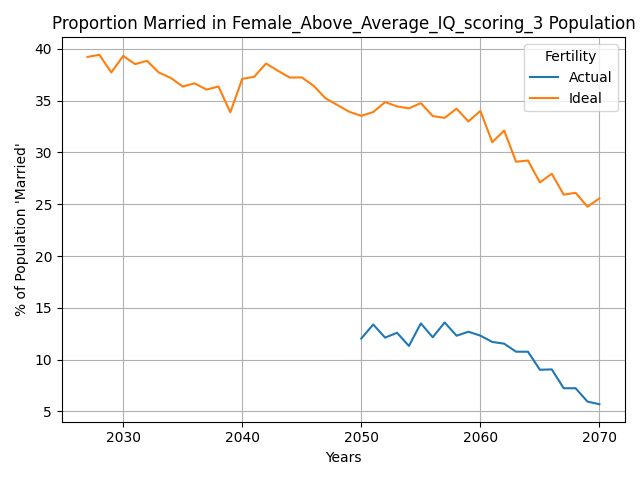 Proportion Married in Female_Above_Average_IQ_scoring_3 Population
% of Population 'Married'
40
35
30
25
20
15
10
5
Fertility
Actual
Ideal
2030 2040 2050 2060 2070
Years